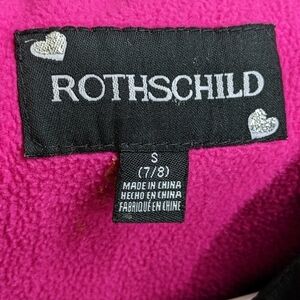 ROTHSCHILD
S
(7/8)
MADE IN CHINA
HECHO EN CHINA
FABRIQUÉ EN CHINE